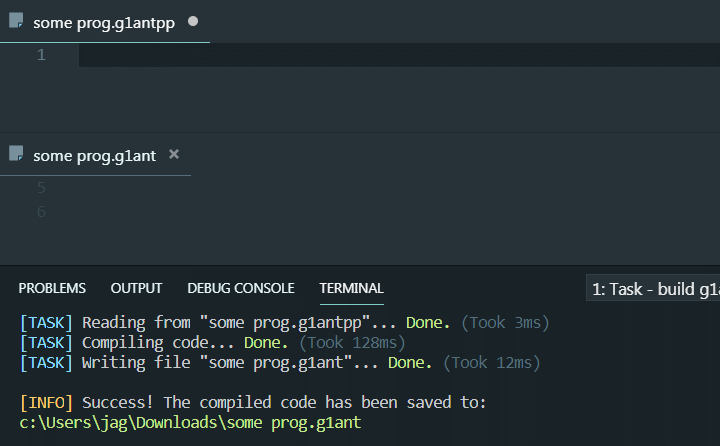 some prog.g1antpp
1
some prog.g1ant
5
6
PROBLEMS OUTPUT DEBUG CONSOLE TERMINAL 1: Task - build g1a
[TASK] Reading from "some prog.g1antpp"... Done. (Took 3ms)
[TASK] Compiling code... Done. (Took 128ms)
[TASK] Writing file "some prog.g1ant"... Done. (Took 12ms)
[INFO] Success! The compiled code has been saved to:
c:\Users\jag\Downloads\some prog.g1ant